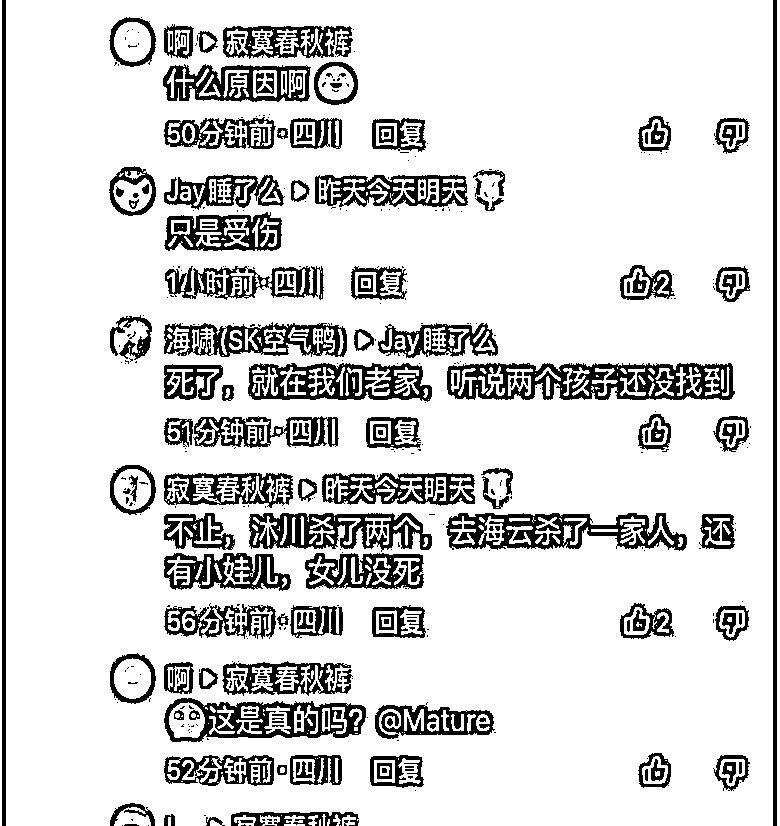 啊 ▷ 寂寞春秋裤
什么原因啊
50分钟前·四川 回复
Jay睡了么 ▷ 昨天今天明天
只是受伤
1小时前·四川 回复 2
海啸(SK空气鸭) ▷ Jay睡了么
死了，就在我们老家，听说两个孩子还没找到
51分钟前·四川 回复
寂寞春秋裤 ▷ 昨天今天明天
不止，沐川杀了两个，去海云杀了一家人，还
有小娃儿，女儿没死
56分钟前·四川 回复 2
啊 ▷ 寂寞春秋裤
这是真的吗？@Mature
52分钟前·四川 回复
▷ 寂寞春秋裤